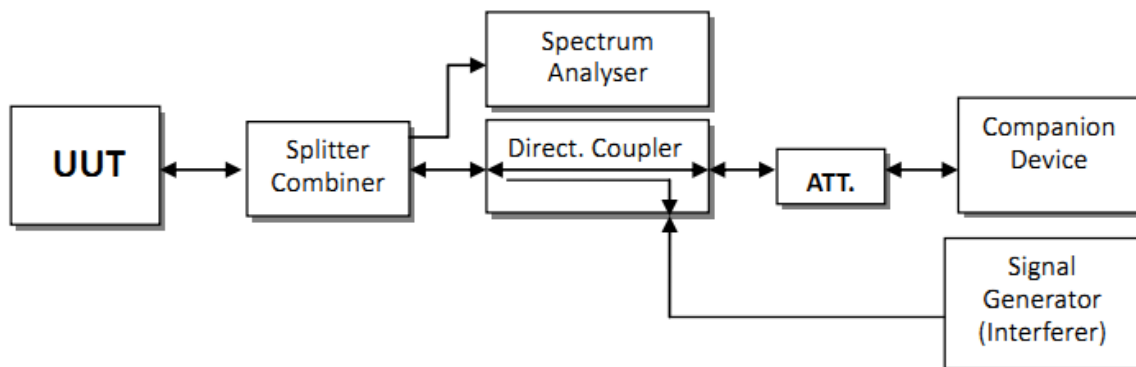 Spectrum
Analyser
UUT
Splitter
Combiner
Direct. Coupler
ATT.
Companion
Device
Signal
Generator
(Interferer)